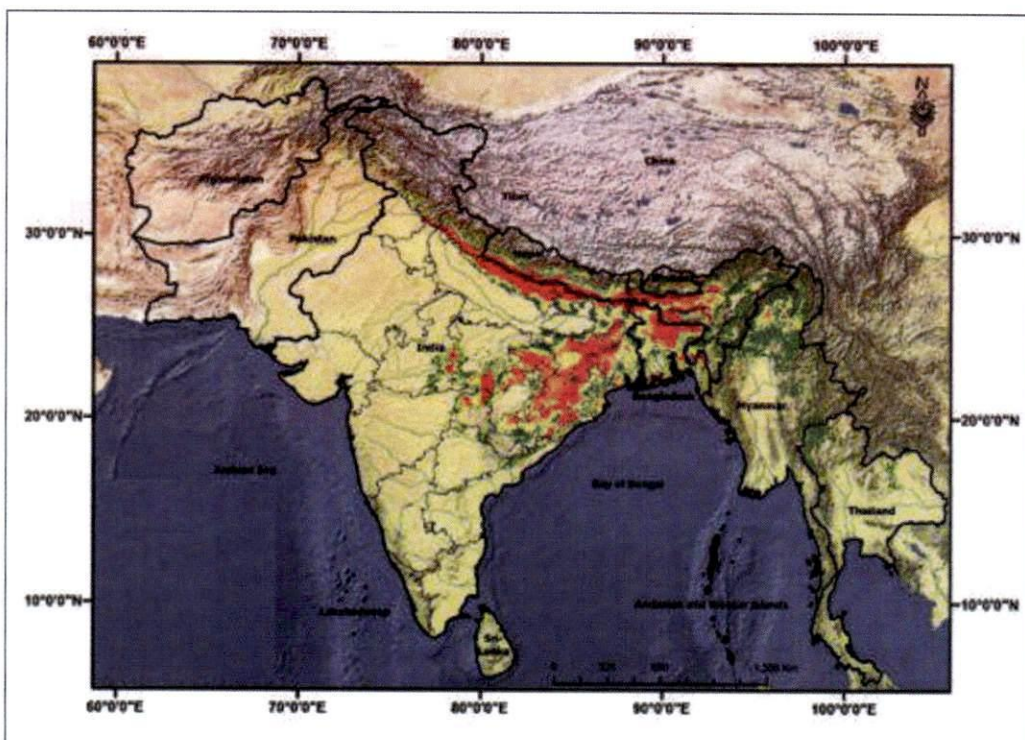 60°0'0"E 70°0'0"E 80°0'0"E 90°0'0"E 100°0'0"E
N
China
Afghanistan
Tibet
30°0'0"N 30°0'0"N
Pakistan
India
20°0'0"N 20°0'0"N
Bangladesh
Myanmar
Arabian Sea
Bay of Bengal
Thailand
10°0'0"N 10°0'0"N
Lakshadweep
Andaman and Nicobar Islands
Sri
Lanka
0
60°0'0"E 70°0'0"E 80°0'0"E 90°0'0"E 100°0'0"E